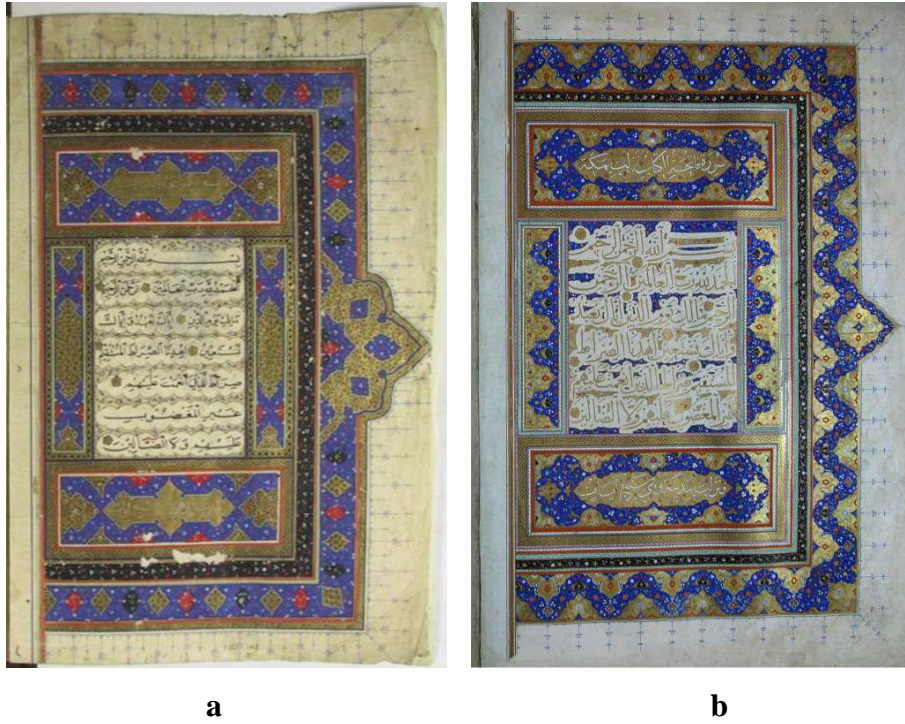 بسم الله الرحمن الرحيم
الحمد لله رب العالمين الرحمن الرحيم
مالك يوم الدين اياك نعبد واياك
نستعين اهدنا الصراط المستقيم
صراط الذين انعمت عليهم
غير المغضوب
عليهم ولا الضالين
a
سورة فاتحة الكتاب
بسم الله الرحمن الرحيم
الحمد لله رب العالمين الرحمن
الرحيم مالك يوم الدين اياك نعبد
واياك نستعين اهدنا الصراط
المستقيم صراط الذين انعمت عليهم
غير المغضوب عليهم ولا الضالين
b